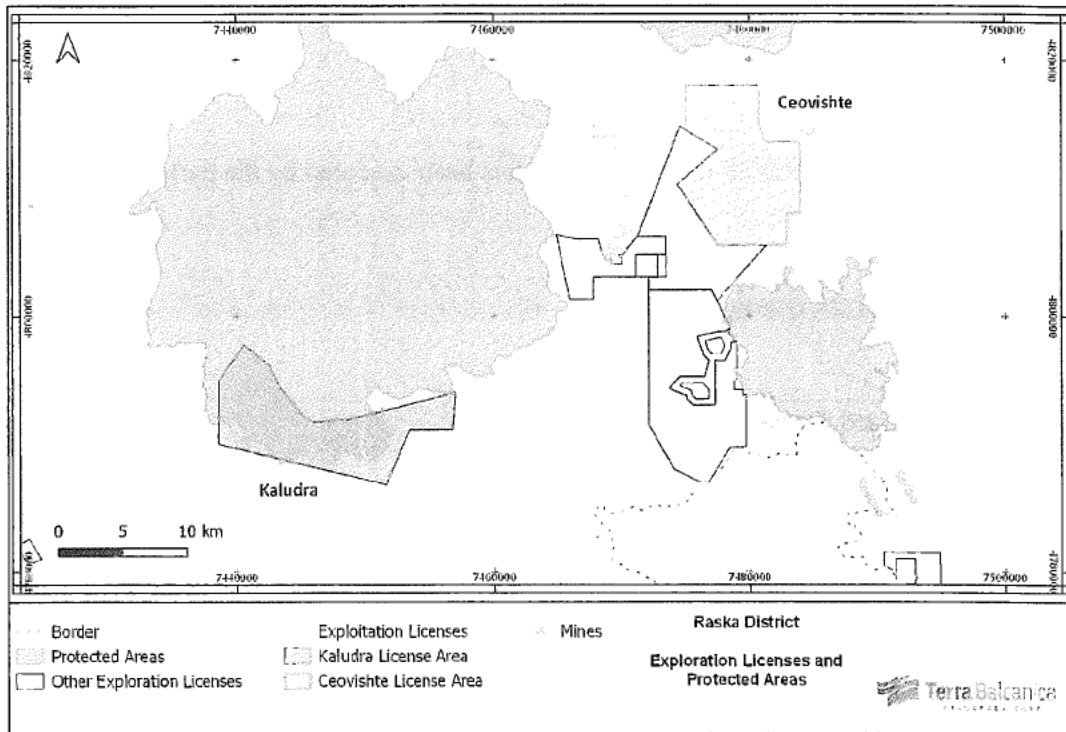 7440000
7460000
7500000
4820000
4820000
Ceovishte
4800000
4800000
Kaludra
0 5 10 km
7440000
7460000
7480000
7500000
Border
Protected Areas
Other Exploration Licenses
Exploitation Licenses
Kaludra License Area
Ceovishte License Area
Mines
Raska District
Exploration Licenses and
Protected Areas
Terra Balcanica